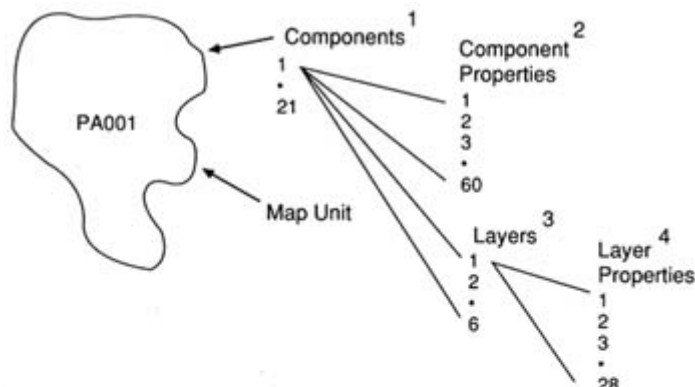 PA001
Map Unit
Components 1
1
•
21
Component 2
Properties
1
2
3
•
60
Layers 3
1
2
•
6
Layer 4
Properties
1
2
3
•
28